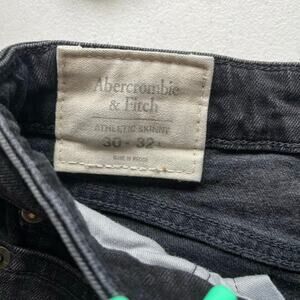 Abercrombie
& Fitch
ATHLETIC SKINNY
30 • 32